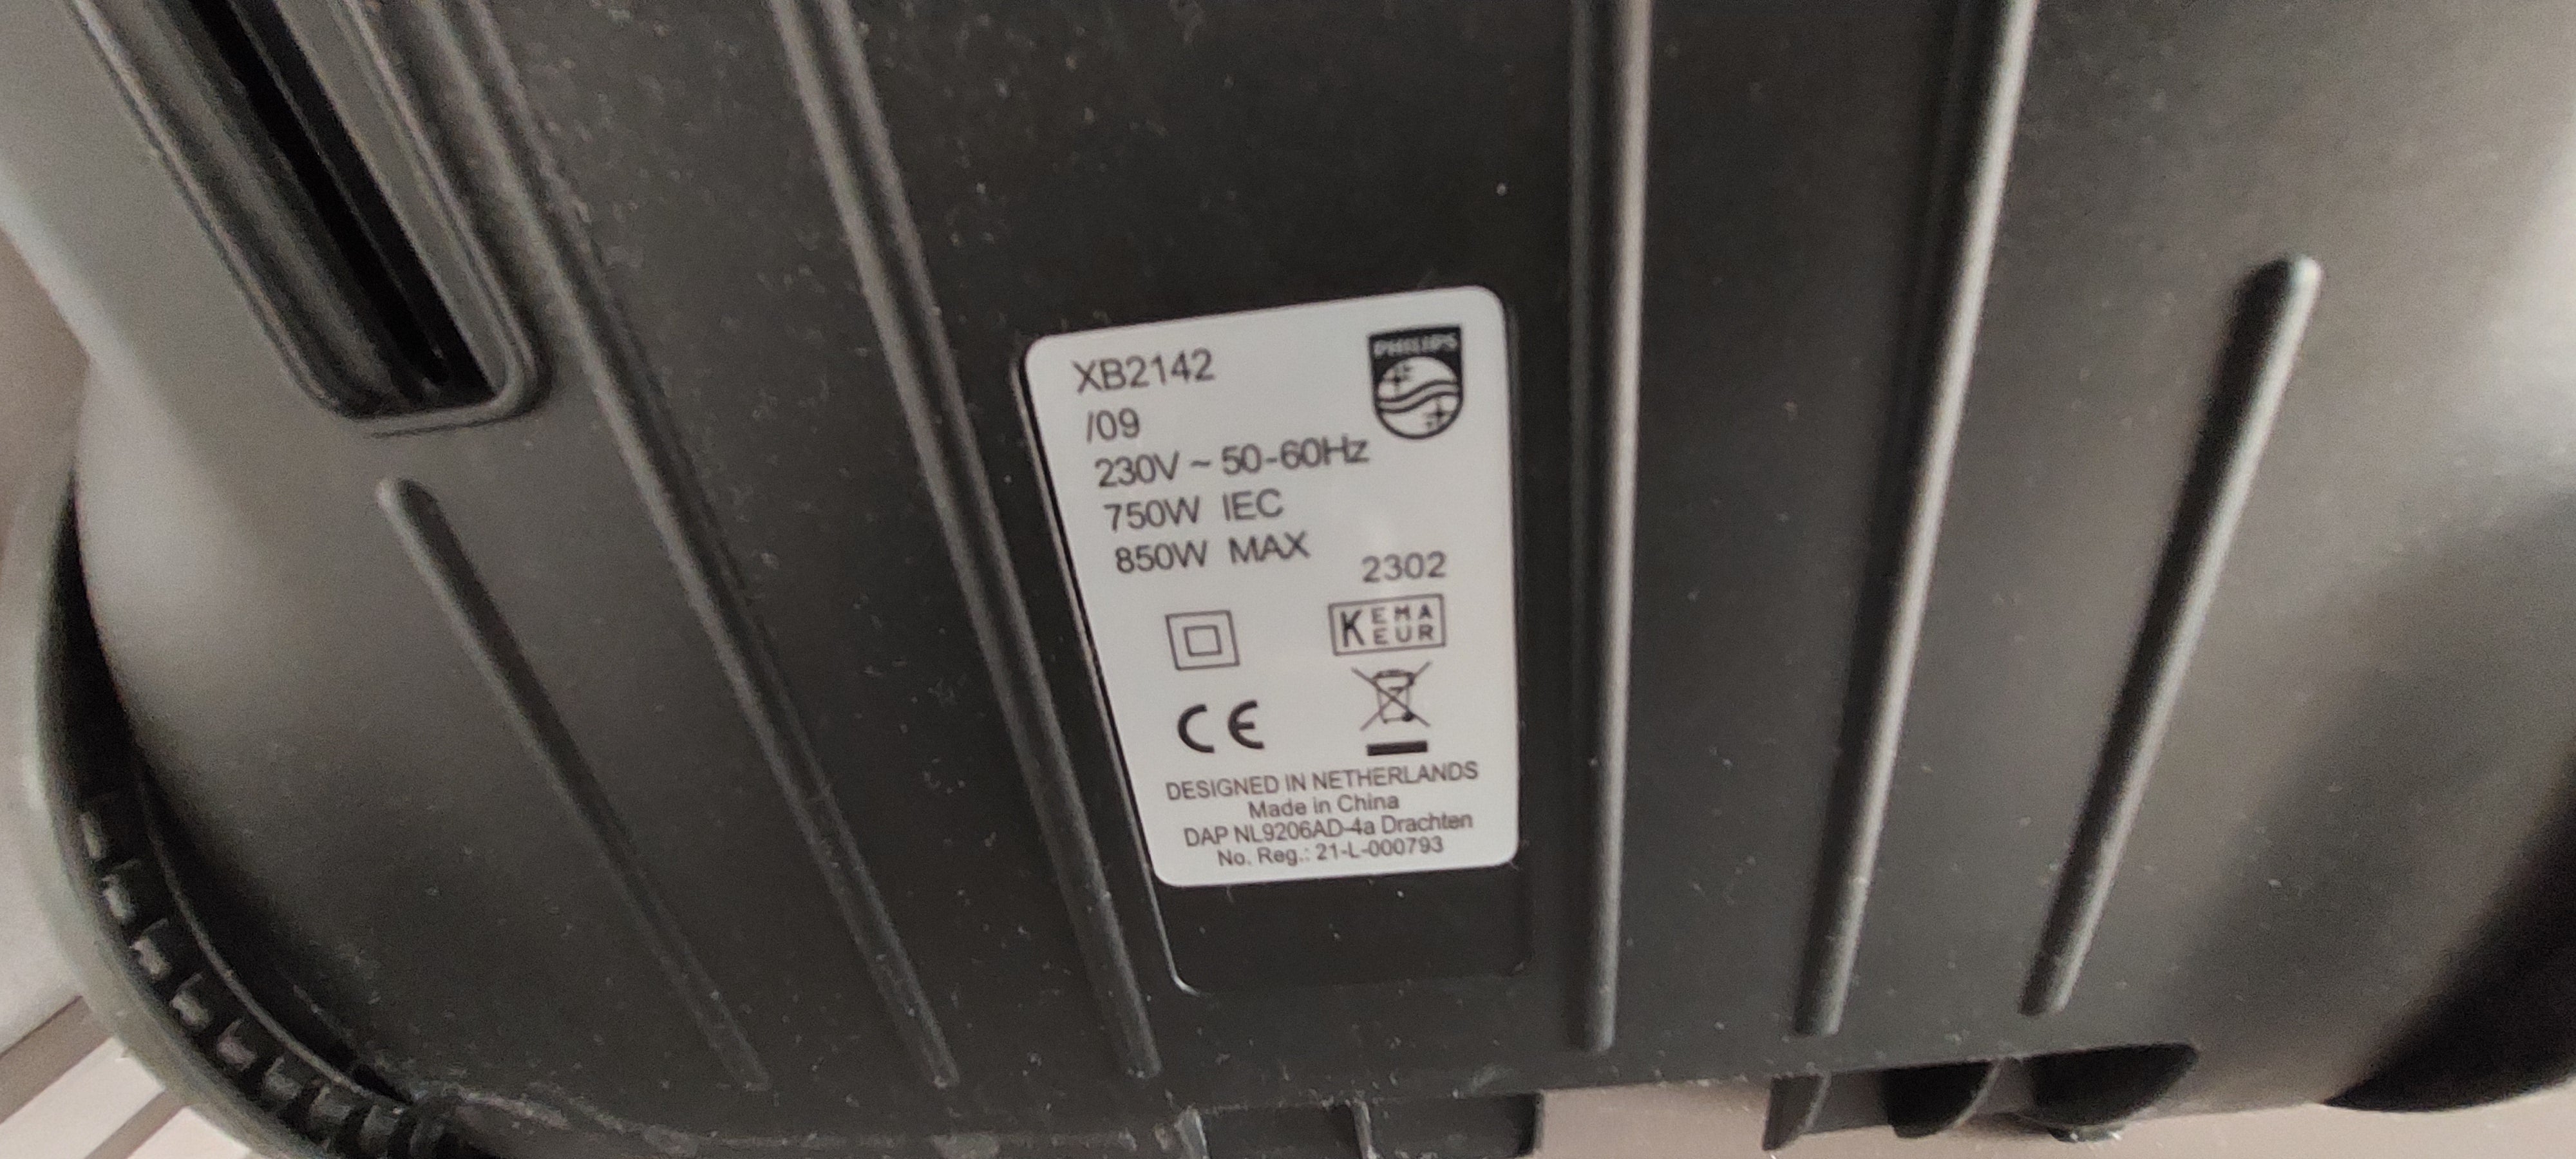 XB2142
PHILIPS
/09
230V ~ 50-60Hz
750W IEC
850W MAX
2302
KEMA
EUR
CE
DESIGNED IN NETHERLANDS
Made in China
DAP NL9206AD-4a Drachten
No. Reg.: 21-L-000793